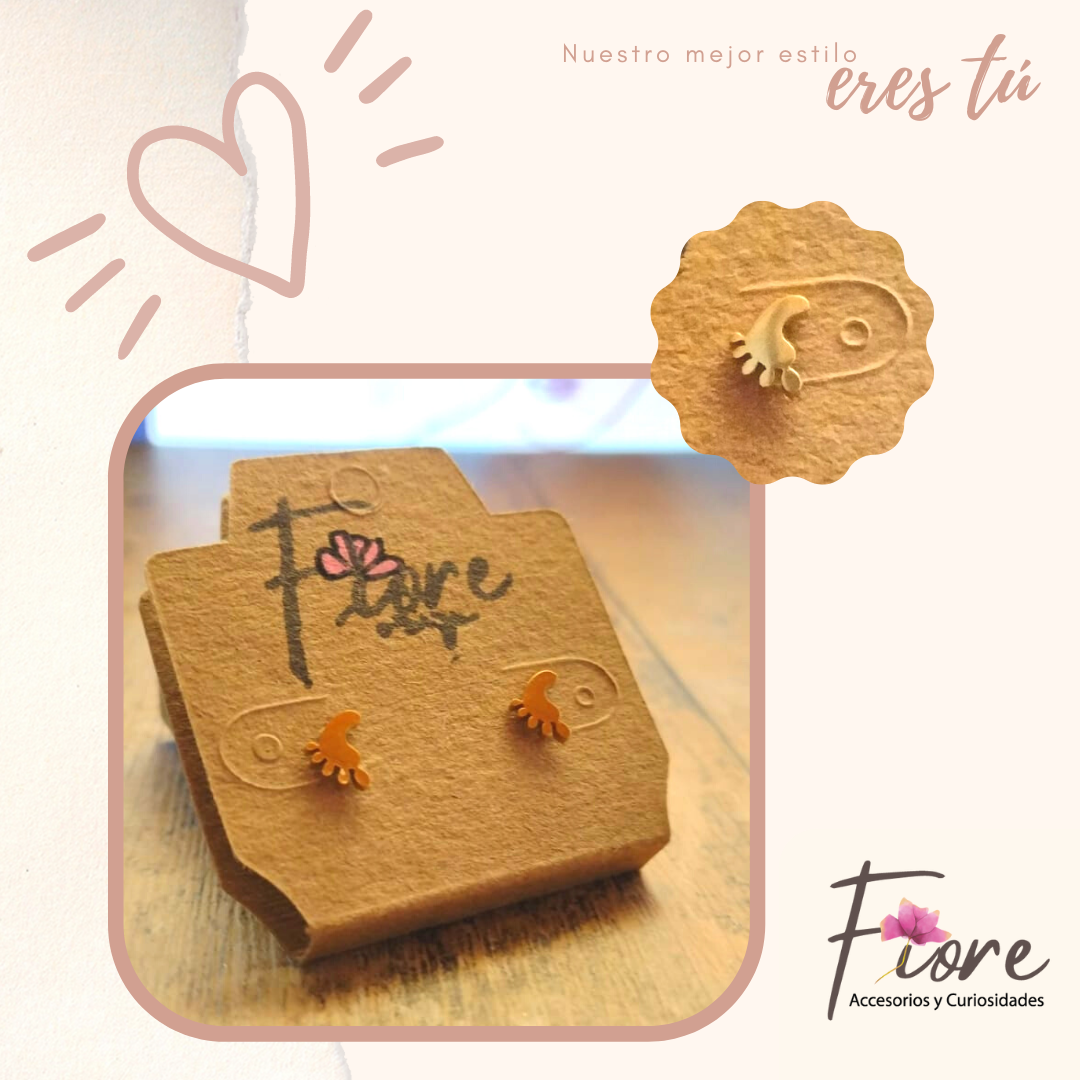 Nuestro mejor estilo
eres tú
Fiore
Fiore
Accesorios y Curiosidades